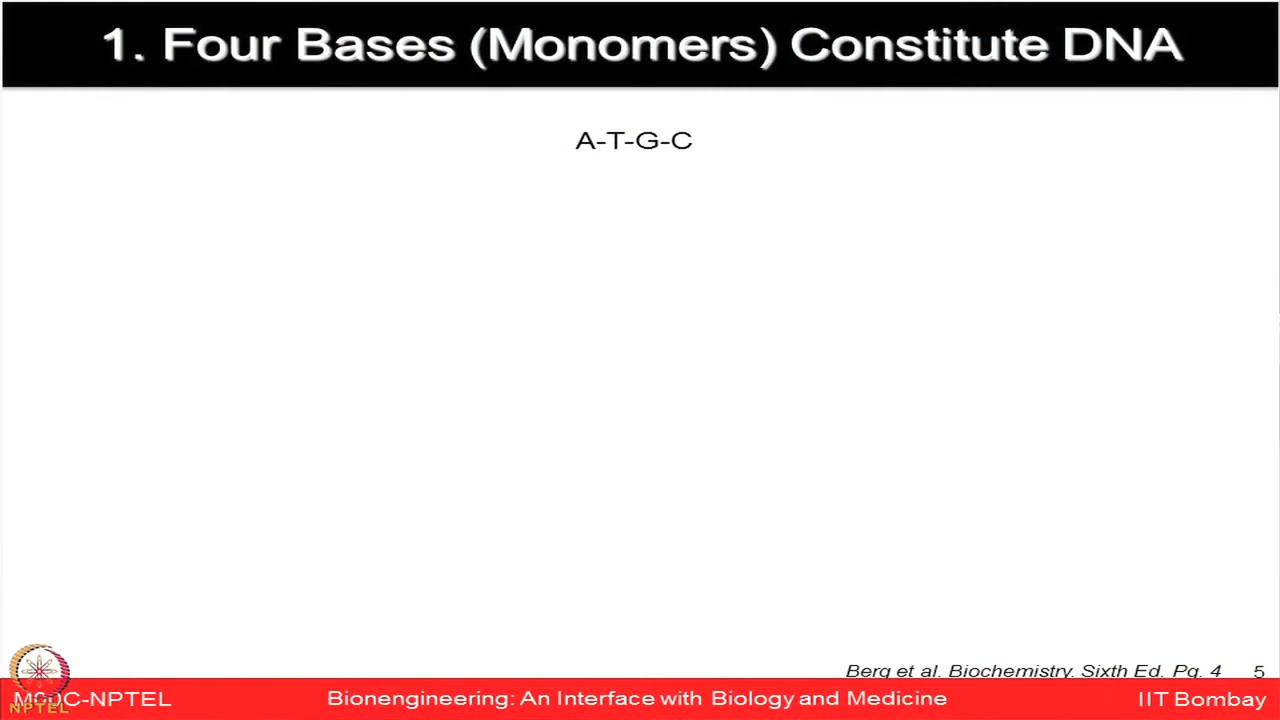 1. Four Bases (Monomers) Constitute DNA
A-T-G-C
Berg et al. Biochemistry. Sixth Ed. Pg. 4 5
MOOC-NPTEL Bionengineering: An Interface with Biology and Medicine IIT Bombay
NPTEL